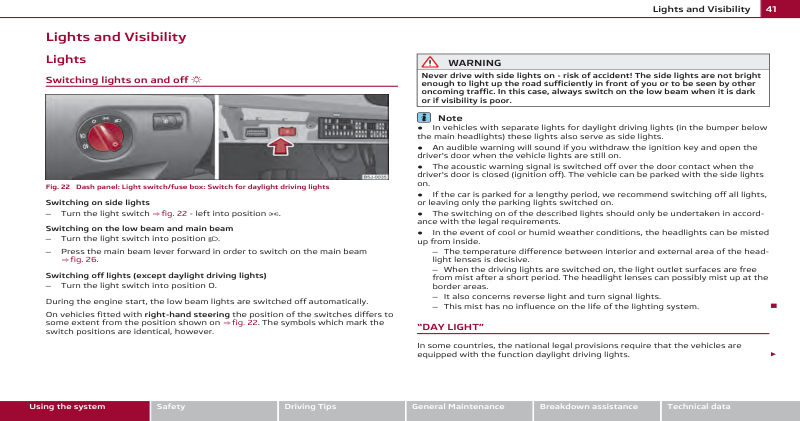 Lights and Visibility 41
Lights and Visibility
Lights
Switching lights on and off
B5J-0003
Fig. 22 Dash panel: Light switch/fuse box: Switch for daylight driving lights
Switching on side lights
– Turn the light switch ⇒ fig. 22 - left into position
Switching on the low beam and main beam
– Turn the light switch into position
– Press the main beam lever forward in order to switch on the main beam
⇒ fig. 26.
Switching off lights (except daylight driving lights)
– Turn the light switch into position O.
During the engine start, the low beam lights are switched off automatically.
On vehicles fitted with right-hand steering the position of the switches differs to
some extent from the position shown on ⇒ fig. 22. The symbols which mark the
switch positions are identical, however.
WARNING
Never drive with side lights on - risk of accident! The side lights are not bright
enough to light up the road sufficiently in front of you or to be seen by other
oncoming traffic. In this case, always switch on the low beam when it is dark
or if visibility is poor.
Note
● In vehicles with separate lights for daylight driving lights (in the bumper below
the main headlights) these lights also serve as side lights.
● An audible warning will sound if you withdraw the ignition key and open the
driver's door when the vehicle lights are still on.
● The acoustic warning signal is switched off over the door contact when the
driver's door is closed (ignition off). The vehicle can be parked with the side lights
on.
● If the car is parked for a lengthy period, we recommend switching off all lights,
or leaving only the parking lights switched on.
● The switching on of the described lights should only be undertaken in accord-
ance with the legal requirements.
● In the event of cool or humid weather conditions, the headlights can be misted
up from inside.
– The temperature difference between interior and external area of the head-
light lenses is decisive.
– When the driving lights are switched on, the light outlet surfaces are free
from mist after a short period. The headlight lenses can possibly mist up at the
border areas.
– It also concerns reverse light and turn signal lights.
– This mist has no influence on the life of the lighting system.
"DAY LIGHT"
In some countries, the national legal provisions require that the vehicles are
equipped with the function daylight driving lights.
Using the system Safety Driving Tips General Maintenance Breakdown assistance Technical data